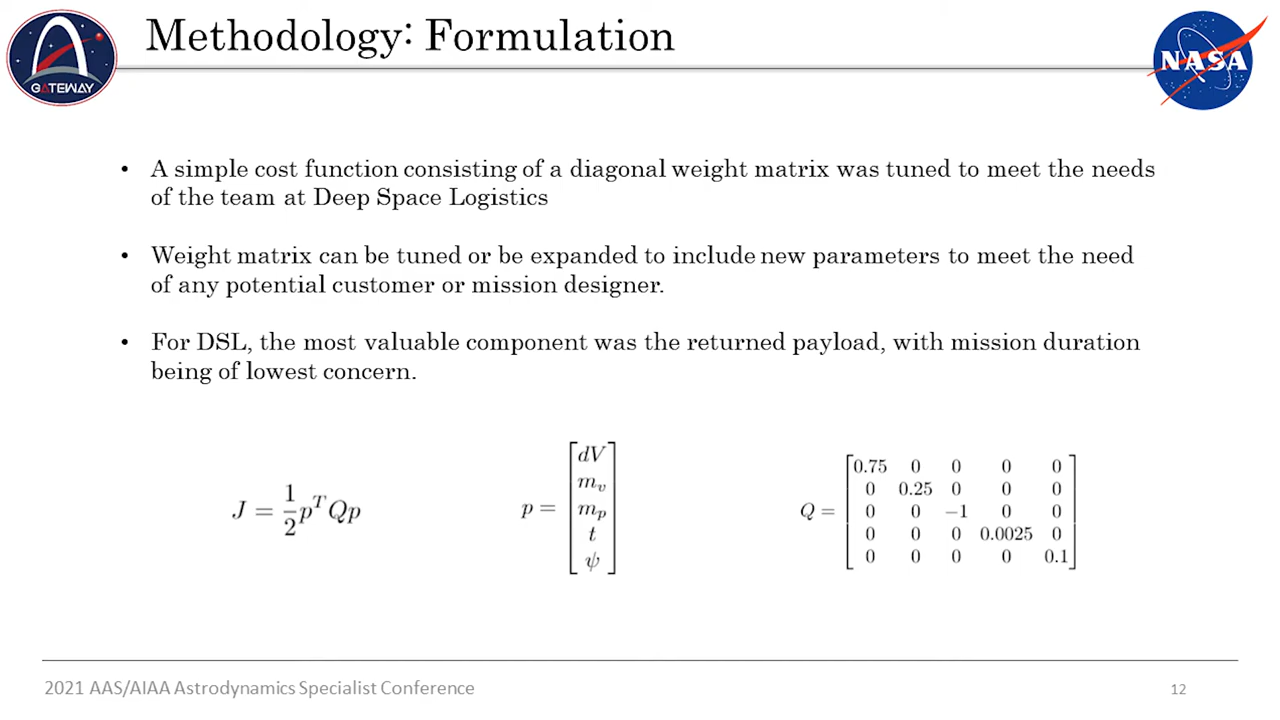 Methodology: Formulation
GATEWAY
NASA
• A simple cost function consisting of a diagonal weight matrix was tuned to meet the needs
of the team at Deep Space Logistics
• Weight matrix can be tuned or be expanded to include new parameters to meet the need
of any potential customer or mission designer.
• For DSL, the most valuable component was the returned payload, with mission duration
being of lowest concern.
J = 1/2 p^T Qp
p = [dV
m_v
m_p
t
ψ]
Q = [0.75 0 0 0 0
0 0.25 0 0 0
0 0 −1 0 0
0 0 0 0.0025 0
0 0 0 0 0.1]
2021 AAS/AIAA Astrodynamics Specialist Conference
12